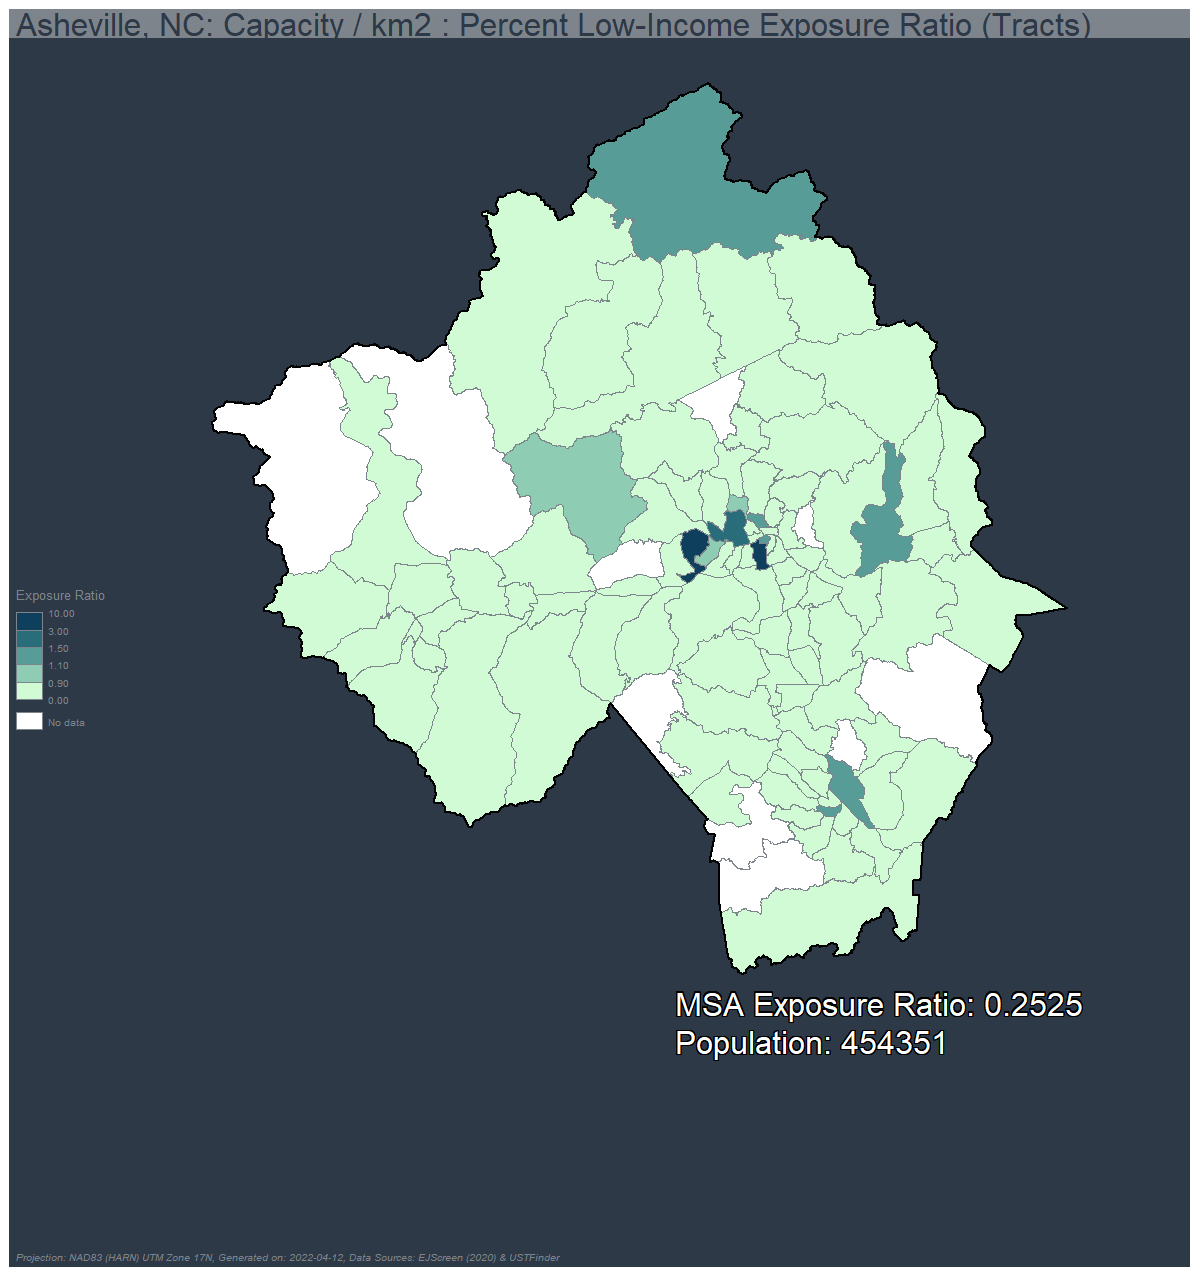 Asheville, NC: Capacity / km2 : Percent Low-Income Exposure Ratio (Tracts)
Exposure Ratio
10.00
3.00
1.50
1.10
0.90
0.00
No data
MSA Exposure Ratio: 0.2525
Population: 454351
Projection: NAD83 (HARN) UTM Zone 17N, Generated on: 2022-04-12, Data Sources: EJScreen (2020) & USTFinder